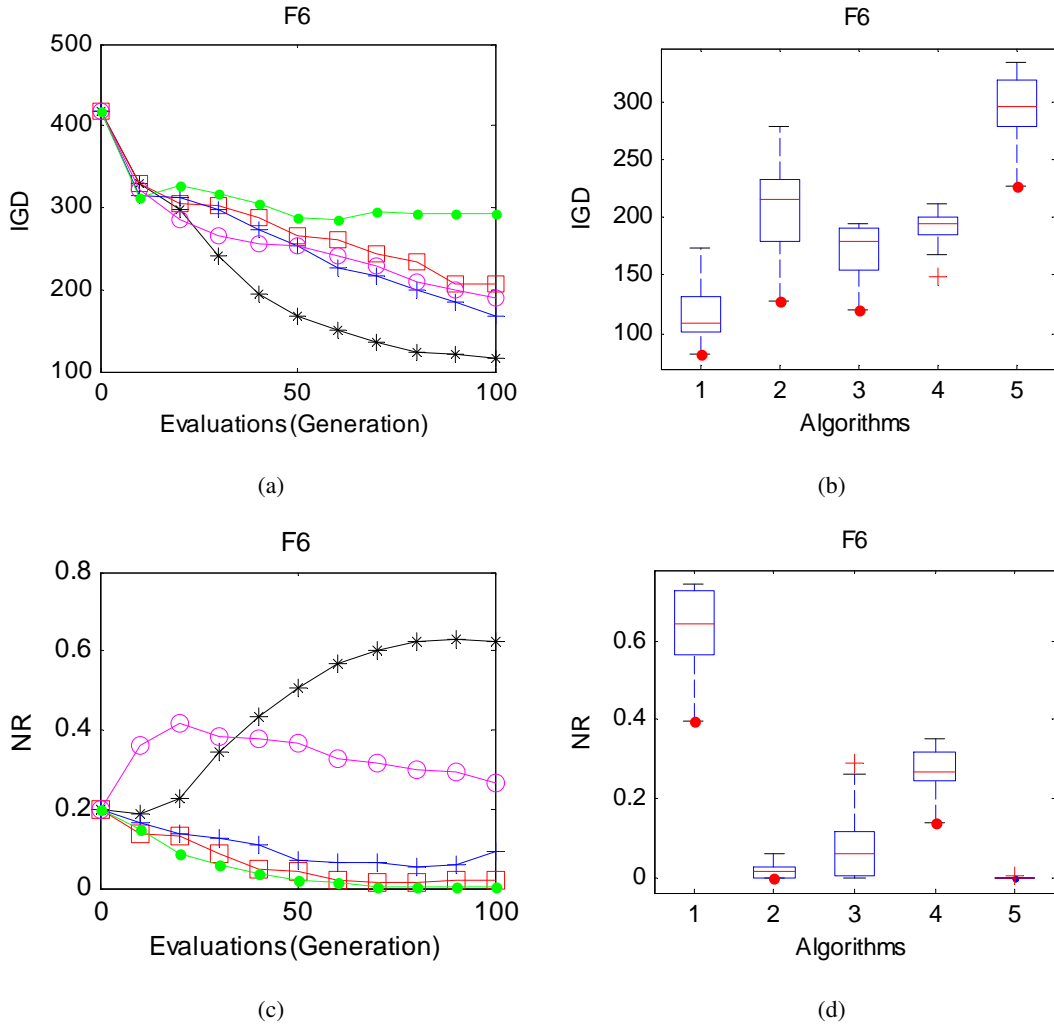 F6
500
400
300
200
100
IGD
0
50
100
Evaluations (Generation)
(a)
F6
300
250
200
150
100
IGD
1 2 3 4 5
Algorithms
(b)
F6
0.8
0.6
0.4
0.2
0
NR
0
50
100
Evaluations (Generation)
(c)
F6
0.6
0.4
0.2
0
NR
1 2 3 4 5
Algorithms
(d)